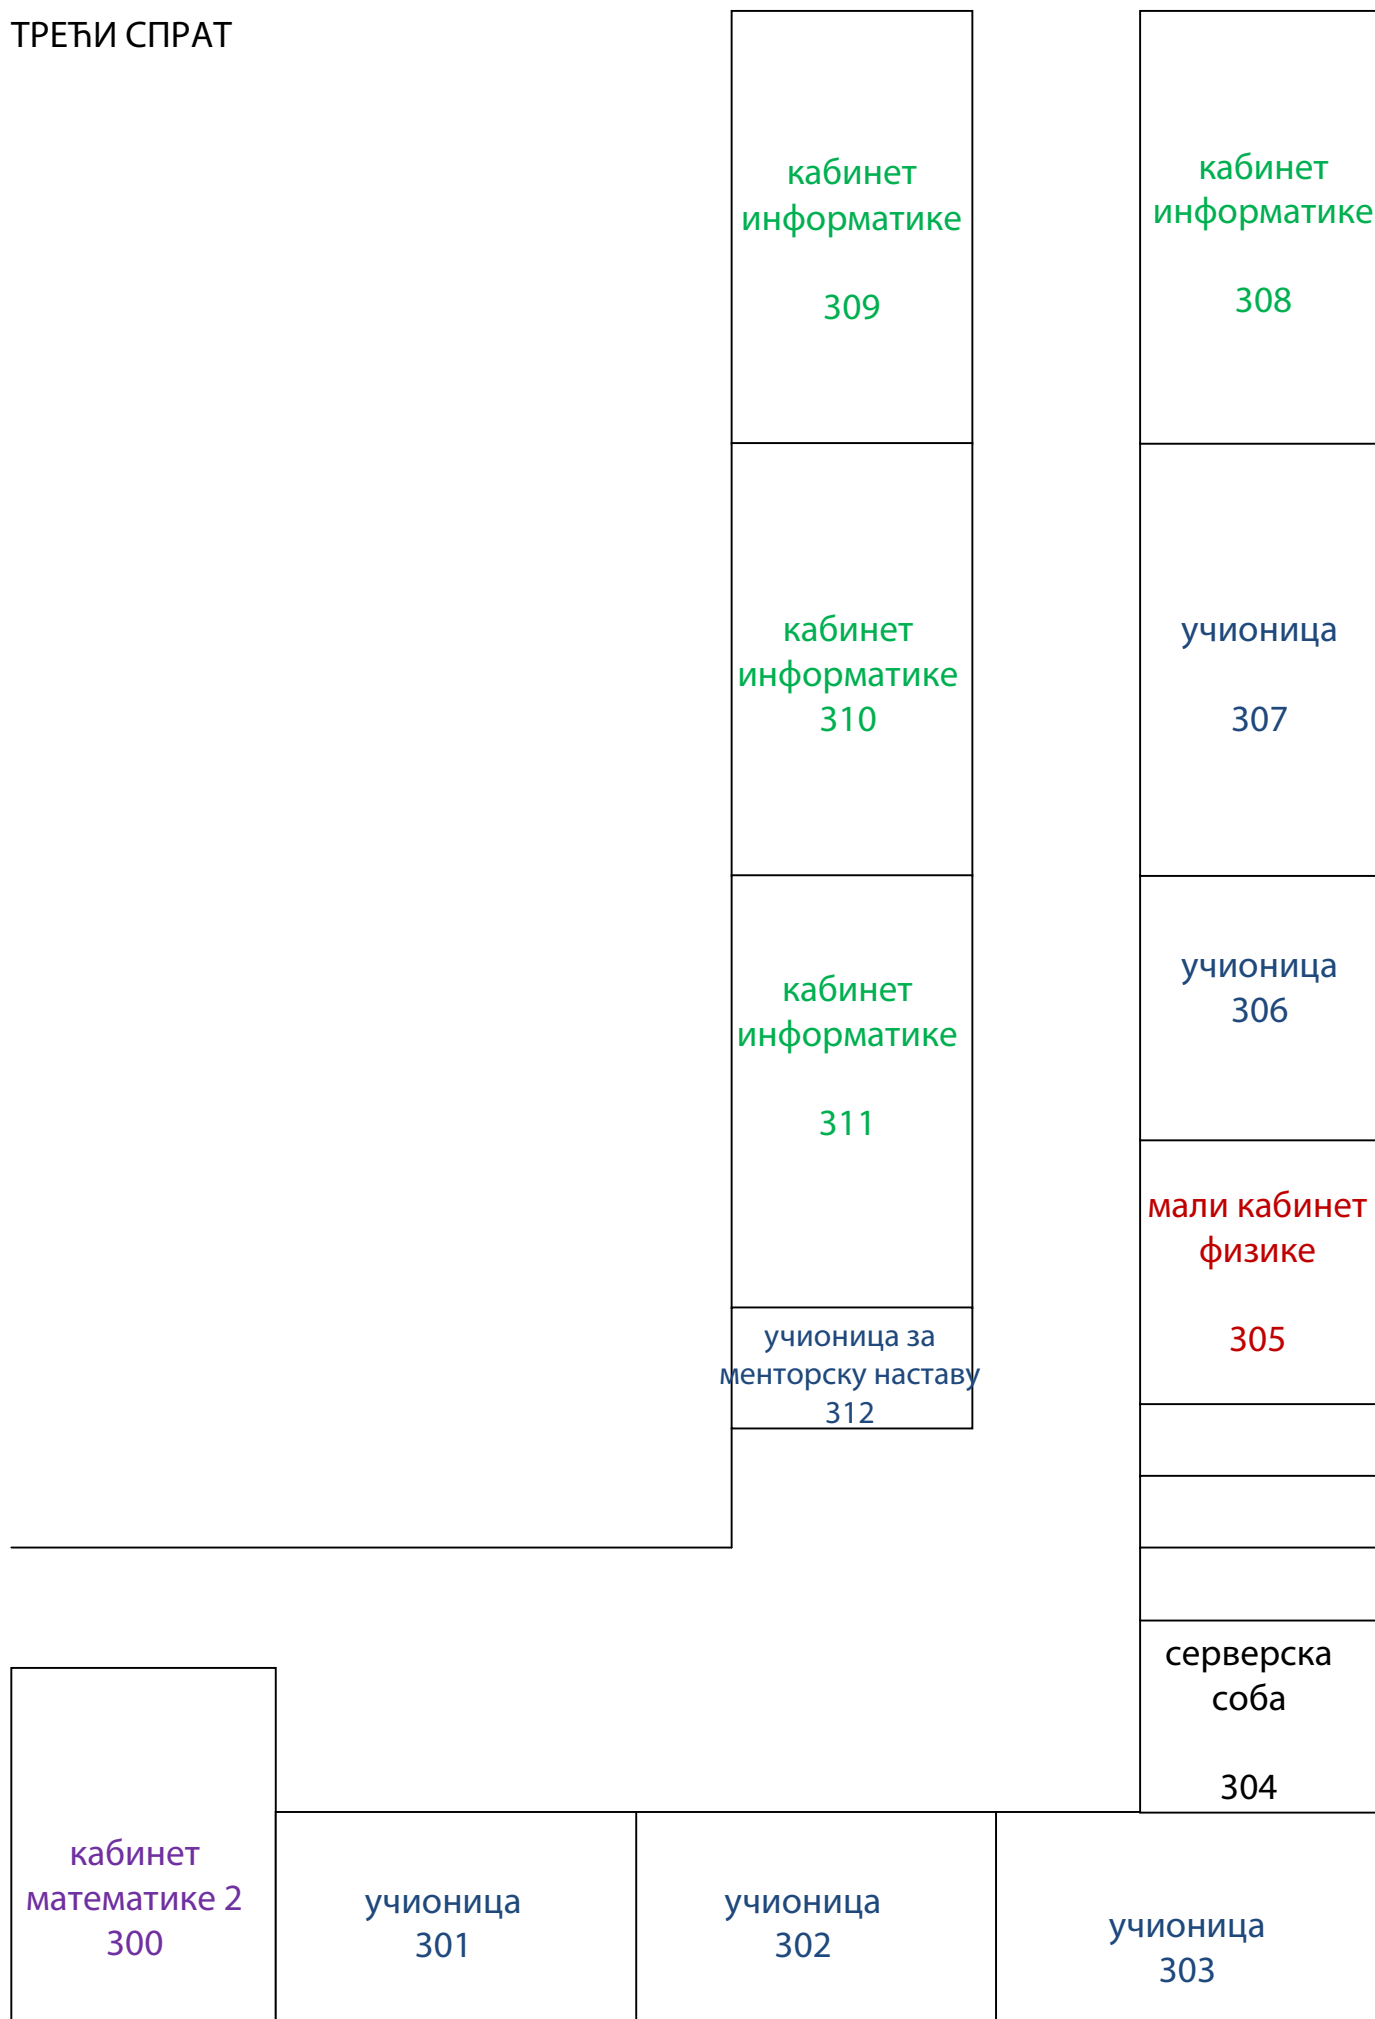 ТРЕЋИ СПРАТ
кабинет
информатике
309
кабинет
информатике
308
кабинет
информатике
310
учионица
307
кабинет
информатике
311
учионица
306
мали кабинет
физике
305
учионица за
менторску наставу
312
серверска
соба
304
кабинет
математике 2
300
учионица
301
учионица
302
учионица
303